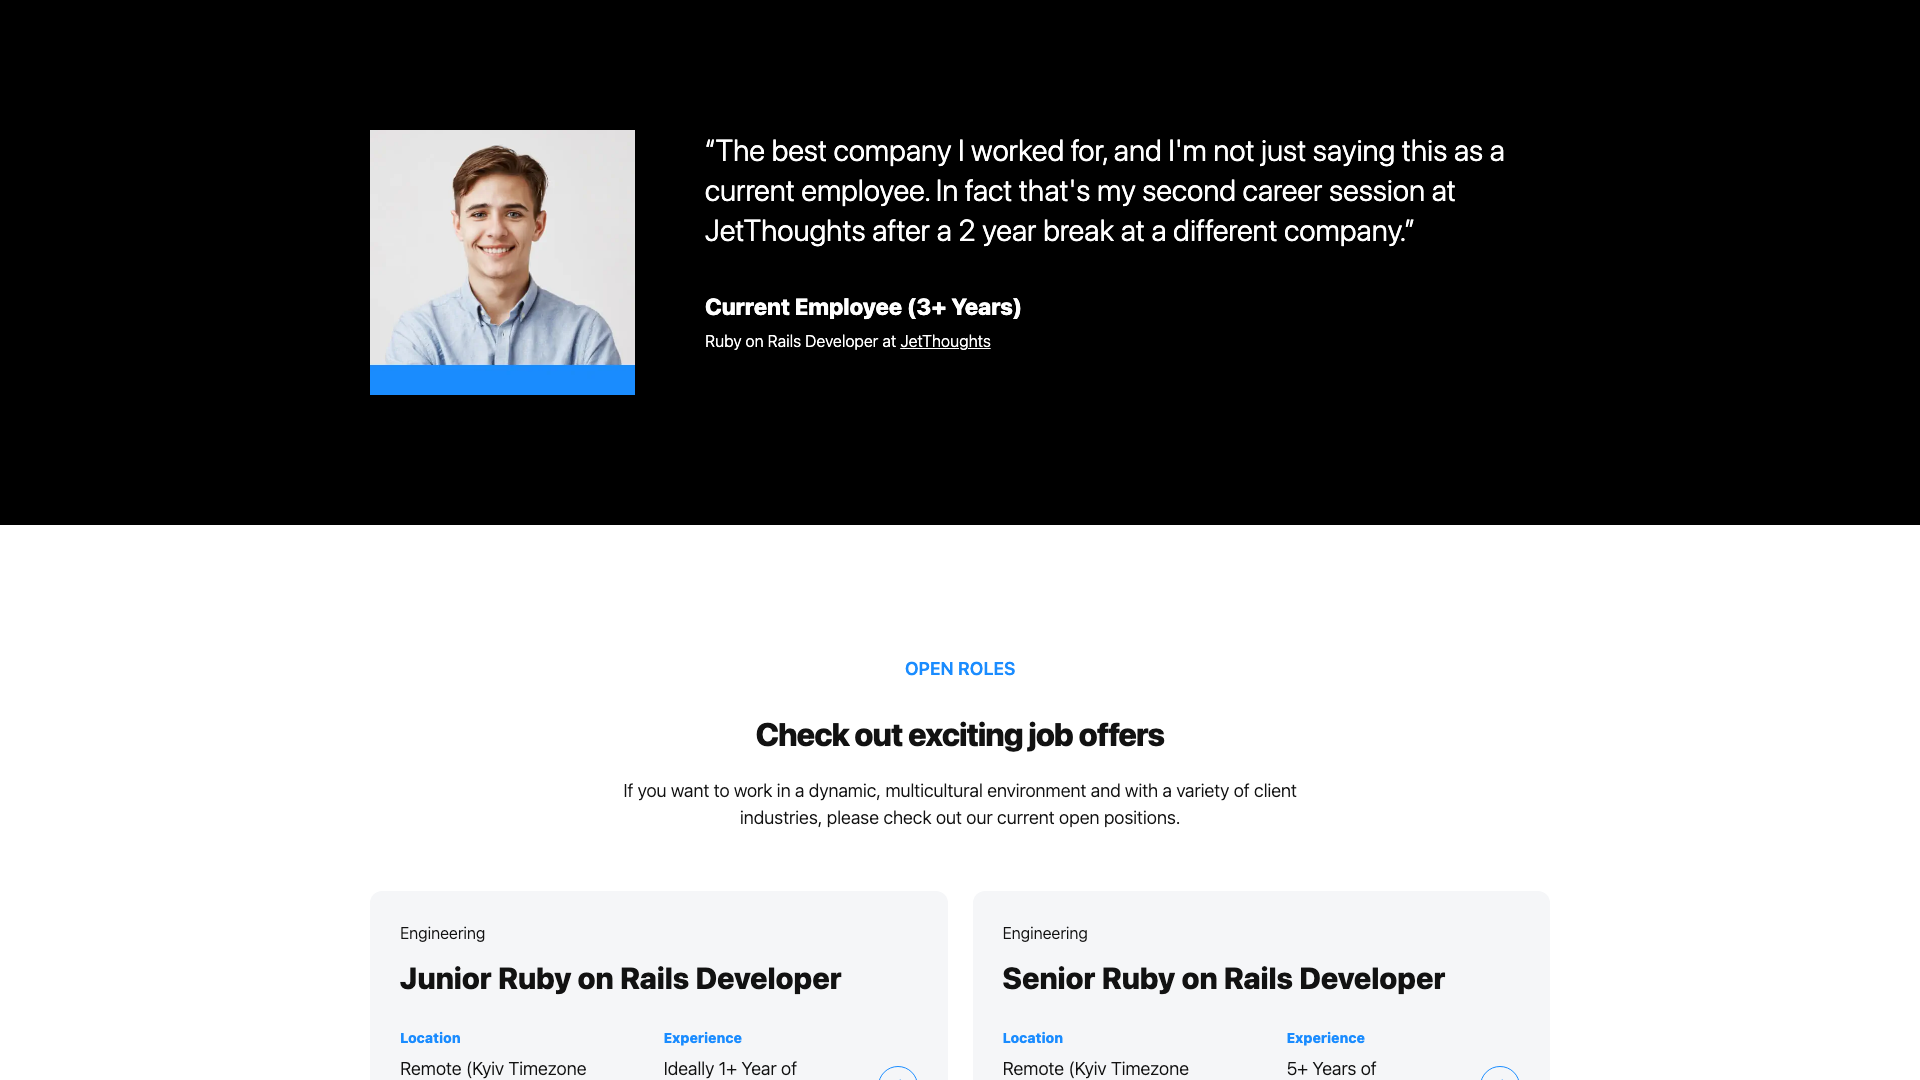 “The best company I worked for, and I'm not just saying this as a
current employee. In fact that's my second career session at
JetThoughts after a 2 year break at a different company.”
Current Employee (3+ Years)
Ruby on Rails Developer at JetThoughts
OPEN ROLES
Check out exciting job offers
If you want to work in a dynamic, multicultural environment and with a variety of client
industries, please check out our current open positions.
Engineering
Junior Ruby on Rails Developer
Location
Remote (Kyiv Timezone
Experience
Ideally 1+ Year of
Engineering
Senior Ruby on Rails Developer
Location
Remote (Kyiv Timezone
Experience
5+ Years of